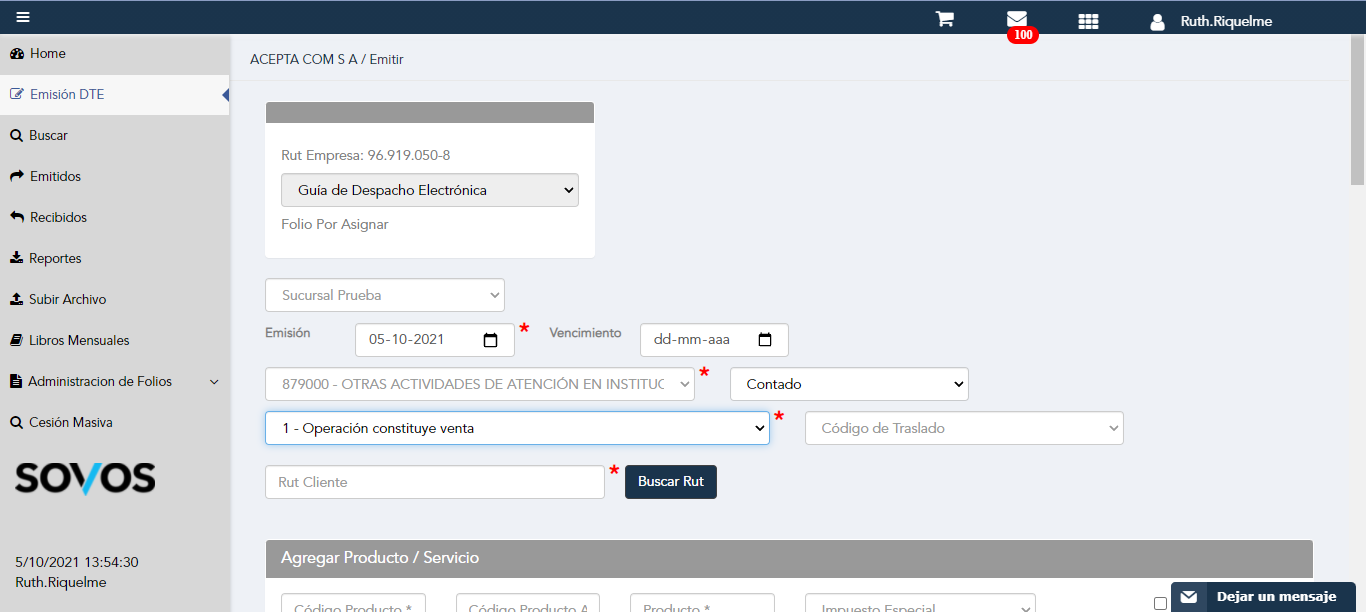 100
Ruth.Riquelme
Home
Emisión DTE
Buscar
Emitidos
Recibidos
Reportes
Subir Archivo
Libros Mensuales
Administracion de Folios
Cesión Masiva
SOVOS
5/10/2021 13:54:30
Ruth.Riquelme
ACEPTA COM S A / Emitir
Rut Empresa: 96.919.050-8
Guía de Despacho Electrónica
Folio Por Asignar
Sucursal Prueba
Emisión 05-10-2021 * Vencimiento dd-mm-aaa
879000 - OTRAS ACTIVIDADES DE ATENCIÓN EN INSTITUC * Contado
1 - Operación constituye venta * Código de Traslado
Rut Cliente * Buscar Rut
Agregar Producto / Servicio
Código Producto * Código Producto A Producto * Impuesto Especial
Dejar un mensaje